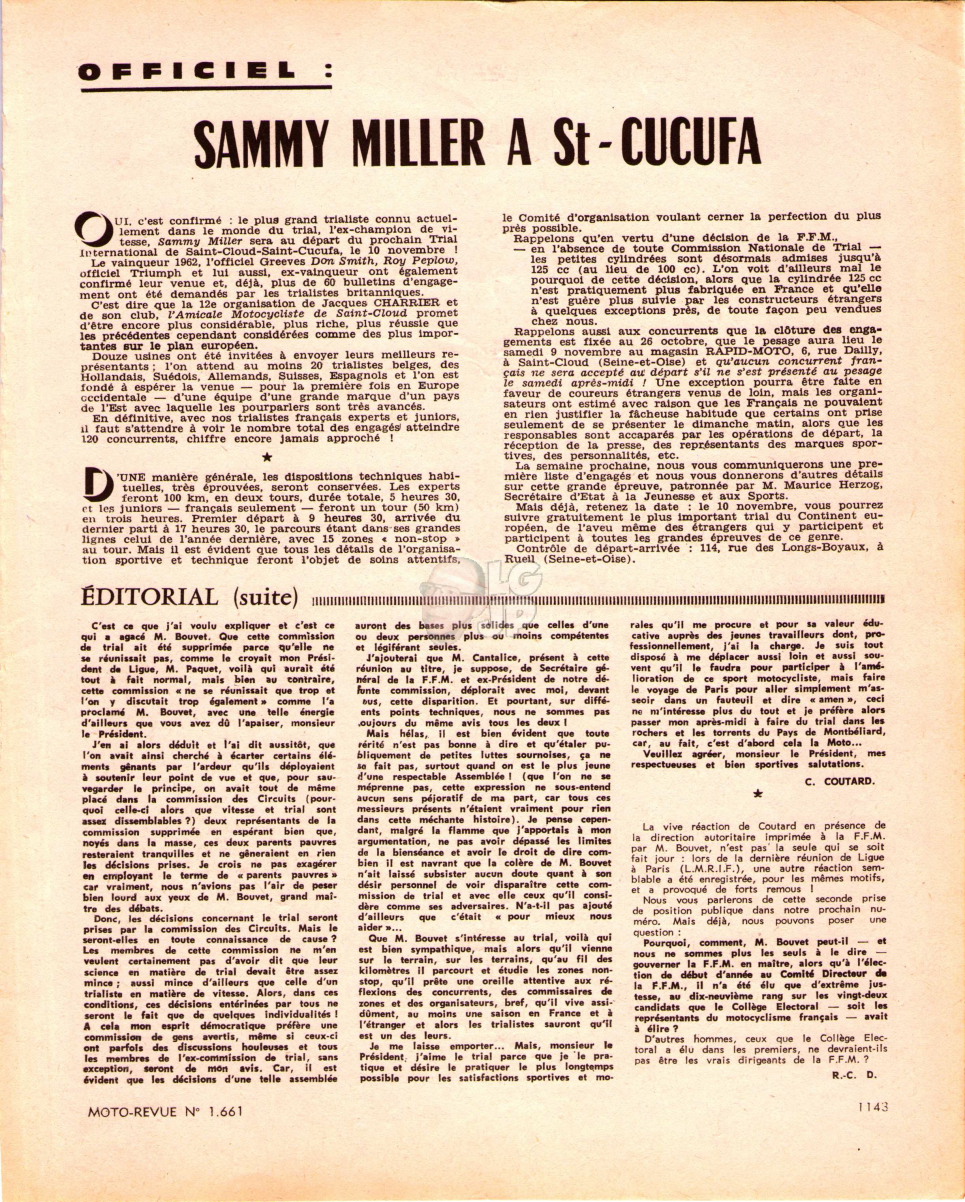 OFFICIEL :
SAMMY MILLER A St-CUCUFA
OUI, c'est confirmé : le plus grand trialiste connu actuel-
lement dans le monde du trial, l'ex-champion de vi-
tesse, Sammy Miller sera au départ du prochain Trial
International de Saint-Cloud-Saint-Cucufa, le 10 novembre !
Le vainqueur 1962, l'officiel Greeves Don Smith, Roy Peplow,
officiel Triumph et lui aussi, ex-vainqueur ont également
confirmé leur venue et, déjà, plus de 60 bulletins d'engage-
ment ont été demandés par les trialistes britanniques.
C'est dire que la 12e organisation de Jacques CHARRIER et
de son club, l'Amicale Motocycliste de Saint-Cloud promet
d'être encore plus considérable, plus riche, plus réussie que
les précédentes cependant considérées comme des plus impor-
tantes sur le plan européen.
Douze usines ont été invitées à envoyer leurs meilleurs re-
présentants ; l'on attend au moins 20 trialistes belges, des
Hollandais, Suédois, Allemands, Suisses, Espagnols et l'on est
fondé à espérer la venue — pour la première fois en Europe
occidentale — d'une équipe d'une grande marque d'un pays
de l'Est avec laquelle les pourparlers sont très avancés.
En définitive, avec nos trialistes français experts et juniors,
il faut s'attendre à voir le nombre total des engagés atteindre
120 concurrents, chiffre encore jamais approché !
★
D'UNE manière générale, les dispositions techniques habi-
tuelles, très éprouvées, seront conservées. Les experts
feront 100 km, en deux tours, durée totale, 5 heures 30,
et les juniors — français seulement — feront un tour (50 km)
en trois heures. Premier départ à 9 heures 30, arrivée du
dernier parti à 17 heures 30, le parcours étant dans ses grandes
lignes celui de l'année dernière, avec 15 zones « non-stop »
au tour. Mais il est évident que tous les détails de l'organisa-
tion sportive et technique feront l'objet de soins attentifs,
le Comité d'organisation voulant cerner la perfection du plus
près possible.
Rappelons qu'en vertu d'une décision de la F.F.M.,
— en l'absence de toute Commission Nationale de Trial —
les petites cylindrées sont désormais admises jusqu'à
125 cc (au lieu de 100 cc). L'on voit d'ailleurs mal le
pourquoi de cette décision, alors que la cylindrée 125 cc
n'est pratiquement plus fabriquée en France et qu'elle
n'est guère plus suivie par les constructeurs étrangers
à quelques exceptions près, de toute façon peu vendues
chez nous.
Rappelons aussi aux concurrents que la clôture des enga-
gements est fixée au 26 octobre, que le pesage aura lieu le
samedi 9 novembre au magasin RAPID-MOTO, 6, rue Dailly,
à Saint-Cloud (Seine-et-Oise) et qu'aucun concurrent fran-
çais ne sera accepté au départ s'il ne s'est présenté au pesage
le samedi après-midi ! Une exception pourra être faite en
faveur de coureurs étrangers venus de loin, mais les organi-
sateurs ont estimé avec raison que les Français ne pouvaient
en rien justifier la fâcheuse habitude que certains ont prise
seulement de se présenter le dimanche matin, alors que les
responsables sont accaparés par les opérations de départ, la
réception de la presse, des représentants des marques spor-
tives, des personnalités, etc.
La semaine prochaine, nous vous communiquerons une pre-
mière liste d'engagés et nous vous donnerons d'autres détails
sur cette grande épreuve, patronnée par M. Maurice Herzog,
Secrétaire d'Etat à la Jeunesse et aux Sports.
Mais déjà, retenez la date : le 10 novembre, vous pourrez
suivre gratuitement le plus important trial du Continent eu-
ropéen, de l'aveu même des étrangers qui y participent et
participent à toutes les grandes épreuves de ce genre.
Contrôle de départ-arrivée : 114, rue des Longs-Boyaux, à
Rueil (Seine-et-Oise).
ÉDITORIAL (suite)
C'est ce que j'ai voulu expliquer et c'est ce
qui a agacé M. Bouvet. Que cette commission
de trial ait été supprimée parce qu'elle ne
se réunissait pas, comme le croyait mon Prési-
dent de Ligue, M. Paquet, voilà qui aurait été
tout à fait normal, mais bien au contraire,
cette commission « ne se réunissait que trop et
l'on y discutait trop également » comme l'a
proclamé M. Bouvet, avec une telle énergie
d'ailleurs que vous avez dû l'apaiser, monsieur
le Président.
J'en ai alors déduit et l'ai dit aussitôt, que
l'on avait ainsi cherché à écarter certains élé-
ments gênants par l'ardeur qu'ils déployaient
à soutenir leur point de vue et que, pour sau-
vegarder le principe, on avait tout de même
placé dans la commission des Circuits (pour-
quoi celle-ci alors que vitesse et trial sont
assez dissemblables ?) deux représentants de la
commission supprimée en espérant bien que,
noyés dans la masse, ces deux parents pauvres
resteraient tranquilles et ne gêneraient en rien
les décisions prises. Je crois ne pas exagérer
en employant le terme de « parents pauvres »
car vraiment, nous n'avions pas l'air de peser
bien lourd aux yeux de M. Bouvet, grand maî-
tre des débats.
Donc, les décisions concernant le trial seront
prises par la commission des Circuits. Mais le
seront-elles en toute connaissance de cause ?
Les membres de cette commission ne m'en
veulent certainement pas d'avoir dit que leur
science en matière de trial devait être assez
mince ; aussi mince d'ailleurs que celle d'un
trialiste en matière de vitesse. Alors, dans ces
conditions, ces décisions entérinées par tous ne
seront le fait que de quelques individualités !
A cela mon esprit démocratique préfère une
commission de gens avertis, même si ceux-ci
ont parfois des discussions houleuses et tous
les membres de l'ex-commission de trial, sans
exception, seront de mon avis. Car, il est
évident que les décisions d'une telle assemblée
auront des bases plus solides que celles d'une
ou deux personnes plus ou moins compétentes
et légiférant seules.
J'ajouterai que M. Cantalice, présent à cette
réunion au titre, je suppose, de Secrétaire gé-
néral de la F.F.M. et ex-Président de notre dé-
funte commission, déplorait avec moi, devant
ous, cette disparition. Et pourtant, sur diffé-
ents points techniques, nous ne sommes pas
oujours du même avis tous les deux !
Mais hélas, il est bien évident que toute
rérité n'est pas bonne à dire et qu'étaler pu-
bliquement de petites luttes sournoises, ça ne
se fait pas, surtout quand on est le plus jeune
d'une respectable Assemblée ! (que l'on ne se
méprenne pas, cette expression ne sous-entend
aucun sens péjoratif de ma part, car tous ces
messieurs présents n'étaient vraiment pour rien
dans cette méchante histoire). Je pense cepen-
dant, malgré la flamme que j'apportais à mon
argumentation, ne pas avoir dépassé les limites
de la bienséance et avoir le droit de dire com-
bien il est navrant que la colère de M. Bouvet
n'ait laissé subsister aucun doute quant à son
désir personnel de voir disparaître cette com-
mission de trial et avec elle ceux qu'il consi-
dère comme ses adversaires. N'a-t-il pas ajouté
d'ailleurs que c'était « pour mieux nous
aider »...
Que M. Bouvet s'intéresse au trial, voilà qui
est bien sympathique, mais alors qu'il vienne
sur le terrain, sur les terrains, qu'au fil des
kilomètres il parcourt et étudie les zones non-
stop, qu'il prête une oreille attentive aux ré-
flexions des concurrents, des commissaires de
zones et des organisateurs, bref, qu'il vive assi-
dûment, au moins une saison en France et à
l'étranger et alors les trialistes sauront qu'il
est un des leurs.
Je me laisse emporter... Mais, monsieur le
Président, j'aime le trial parce que je le pra-
tique et désire le pratiquer le plus longtemps
possible pour les satisfactions sportives et mo-
rales qu'il me procure et pour sa valeur édu-
cative auprès des jeunes travailleurs dont, pro-
fessionnellement, j'ai la charge. Je suis tout
disposé à me déplacer aussi loin et aussi sou-
vent qu'il le faudra pour participer à l'amé-
lioration de ce sport motocycliste, mais faire
le voyage de Paris pour aller simplement m'as-
seoir dans un fauteuil et dire « amen », ceci
ne m'intéresse plus du tout et je préfère alors
passer mon après-midi à faire du trial dans les
rochers et les torrents du Pays de Montbéliard,
car, au fait, c'est d'abord cela la Moto...
Veuillez agréer, monsieur le Président, mes
respectueuses et bien sportives salutations.
C. COUTARD.
★
La vive réaction de Coutard en présence de
la direction autoritaire imprimée à la F.F.M.
par M. Bouvet, n'est pas la seule qui se soit
fait jour : lors de la dernière réunion de Ligue
à Paris (L.M.R.I.F.), une autre réaction sem-
blable a été enregistrée, pour les mêmes motifs,
et a provoqué de forts remous !
Nous vous parlerons de cette seconde prise
de position publique dans notre prochain nu-
méro. Mais déjà, nous pouvons poser une
question :
Pourquoi, comment, M. Bouvet peut-il — et
nous ne sommes plus les seuls à le dire —
gouverner la F.F.M. en maître, alors qu'à l'élec-
tion de début d'année au Comité Directeur de
la F.F.M., il n'a été élu que d'extrême jus-
tesse, au dix-neuvième rang sur les vingt-deux
candidats que le Collège Electoral — soit les
représentants du motocyclisme français — avait
à élire ?
D'autres hommes, ceux que le Collège Elec-
toral a élu dans les premiers, ne devraient-ils
pas être les vrais dirigeants de la F.F.M. ?
R.-C. D.
MOTO-REVUE N° 1.661
1143